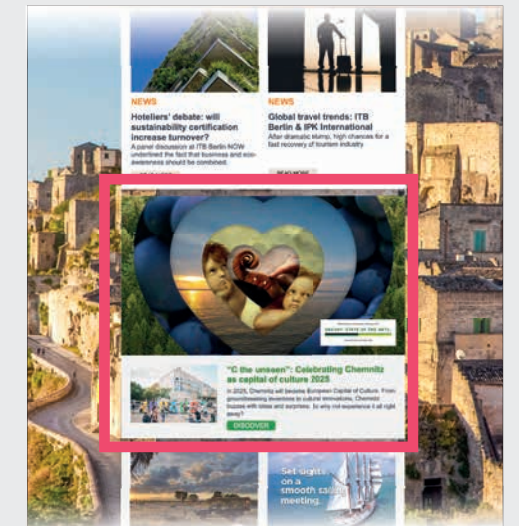 NEWS
Hoteliers' debate: will
sustainability certification
increase turnover?
A panel discussion at ITB Berlin NOW
underlined the fact that business and eco-
awareness should be combined.
NEWS
Global travel trends: ITB
Berlin & IPK International
After dramatic slump, high chances for a
fast recovery of tourism industry
READ MORE
"C the unseen": Celebrating Chemnitz
as capital of culture 2025
In 2025, Chemnitz will become European Capital of Culture. From
groundbreaking inventions to cultural innovations, Chemnitz
buzzes with ideas and surprises. So why not experience it all right
away?
DISCOVER
Set sights
on a
smooth sailing
meeting.